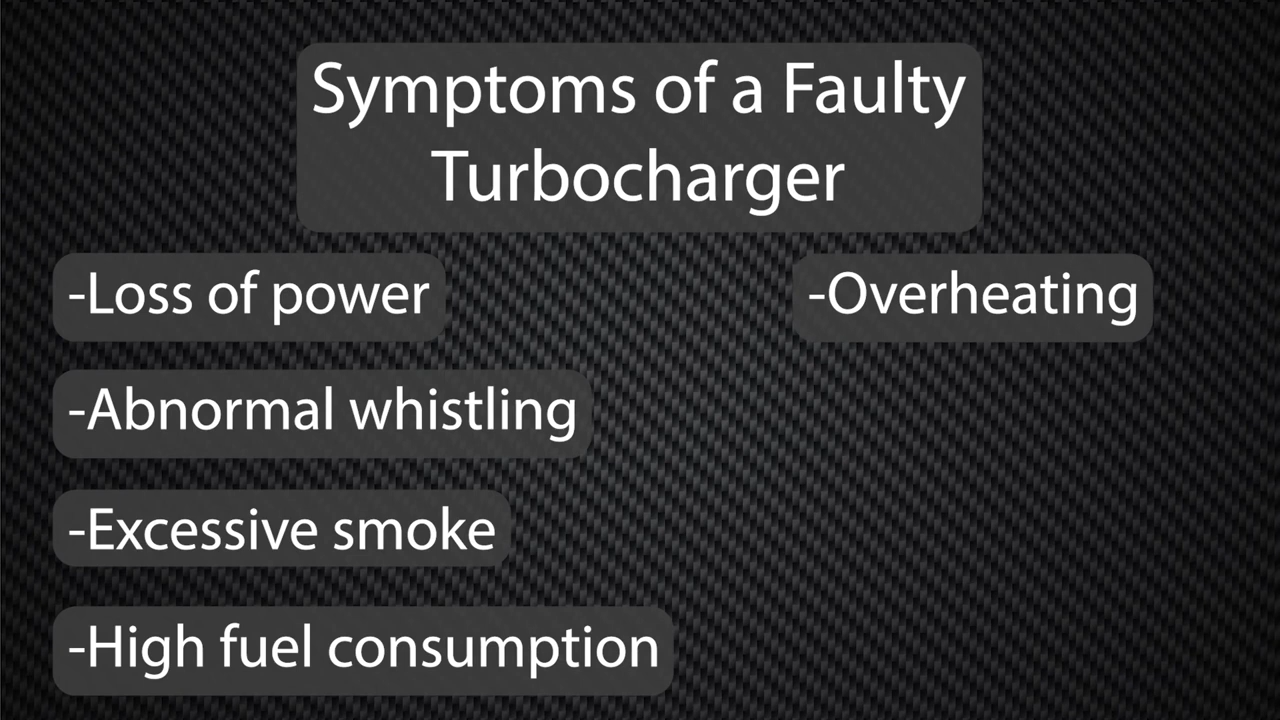 Symptoms of a Faulty
Turbocharger
-Loss of power
-Abnormal whistling
-Excessive smoke
-High fuel consumption
-Overheating